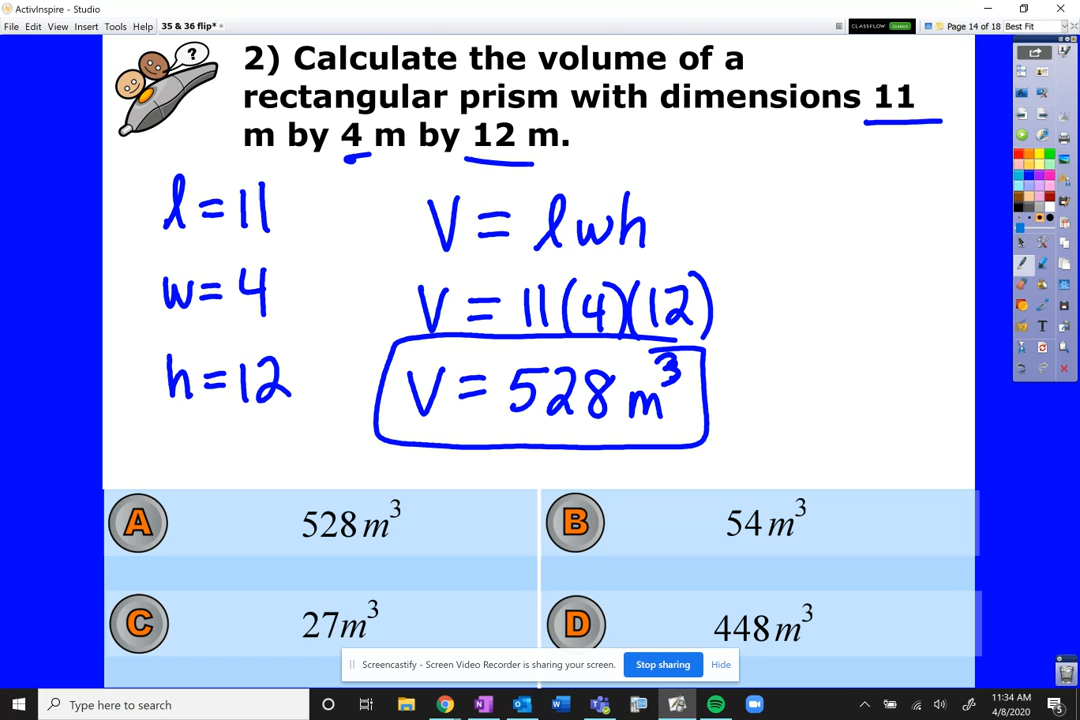 ActivInspire - Studio
File Edit View Insert Tools Help 35 & 36 flip*
CLASSFLOW Connect
Page 14 of 18 Best Fit
?
2) Calculate the volume of a
rectangular prism with dimensions 11
m by 4 m by 12 m.
l = 11
V = lwh
w = 4
V = 11(4)(12)
h = 12
V = 528 m³
A 528 m³
B 54 m³
C 27m³
D 448 m³
Screencastify - Screen Video Recorder is sharing your screen. Stop sharing Hide
Type here to search
11:34 AM
4/8/2020
5